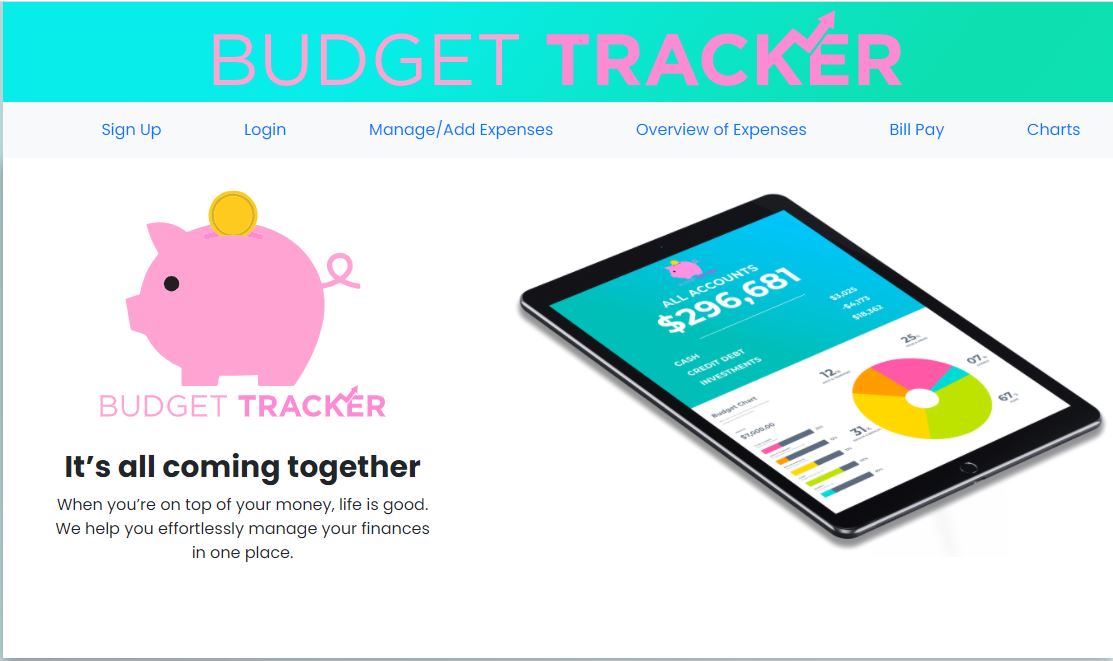 BUDGET TRACKER
Sign Up Login Manage/Add Expenses Overview of Expenses Bill Pay Charts
BUDGET TRACKER
It’s all coming together
When you’re on top of your money, life is good.
We help you effortlessly manage your finances
in one place.
ALL ACCOUNTS
$296,681
CASH $3,025
CREDIT DEBT -$4,173
INVESTMENTS $18,362
Budget Chart
$7,000.00
12%
25%
07%
67%
31%